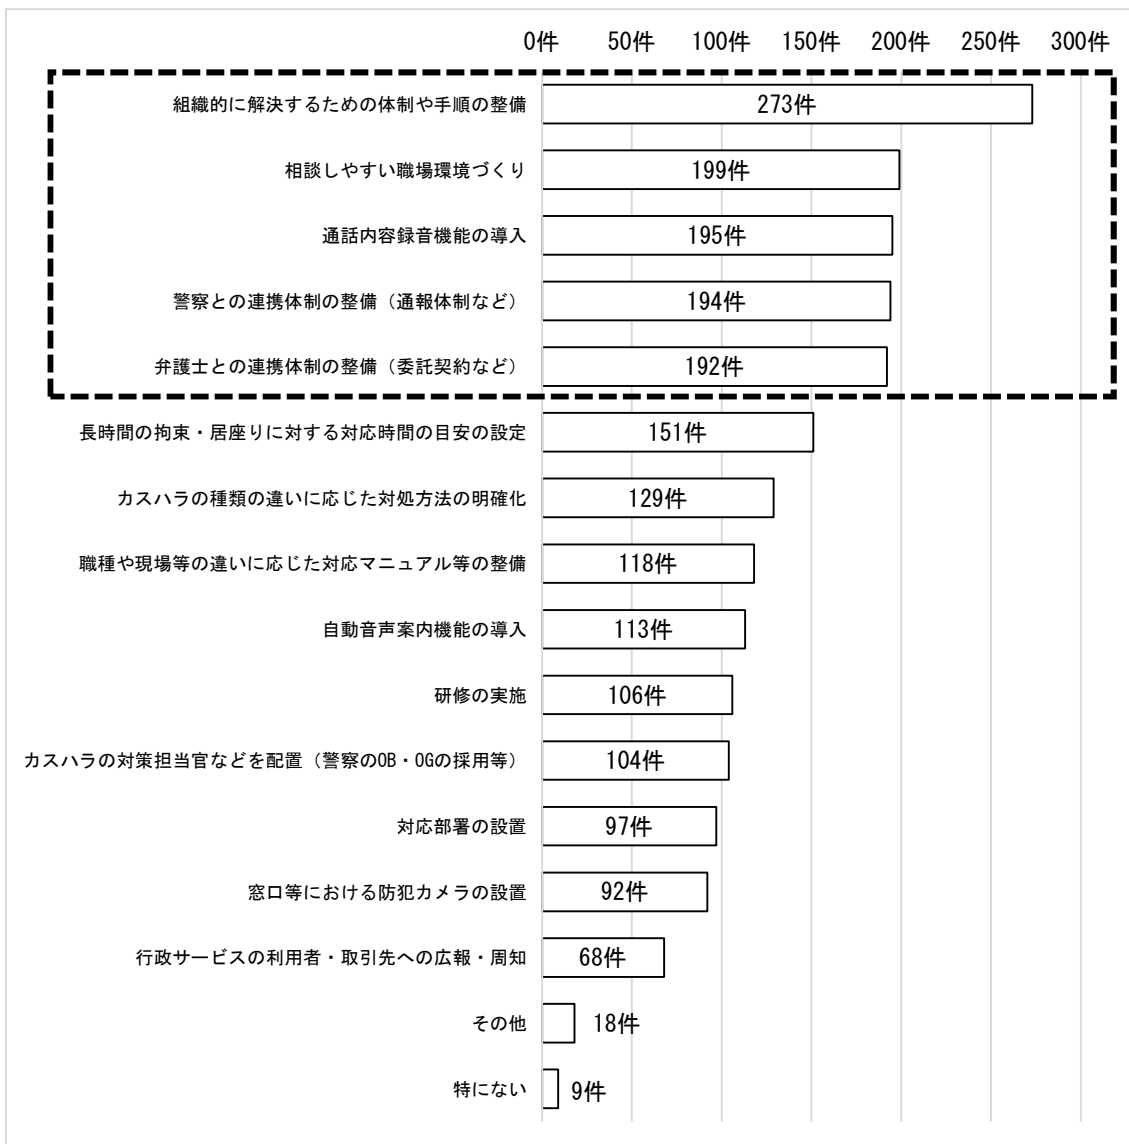 0件 50件 100件 150件 200件 250件 300件
組織的に解決するための体制や手順の整備 273件
相談しやすい職場環境づくり 199件
通話内容録音機能の導入 195件
警察との連携体制の整備（通報体制など） 194件
弁護士との連携体制の整備（委託契約など） 192件
長時間の拘束・居座りに対する対応時間の目安の設定 151件
カスハラの種類の違いに応じた対処方法の明確化 129件
職種や現場等の違いに応じた対応マニュアル等の整備 118件
自動音声案内機能の導入 113件
研修の実施 106件
カスハラの対策担当官などを配置（警察のOB・OGの採用等） 104件
対応部署の設置 97件
窓口等における防犯カメラの設置 92件
行政サービスの利用者・取引先への広報・周知 68件
その他 18件
特にない 9件